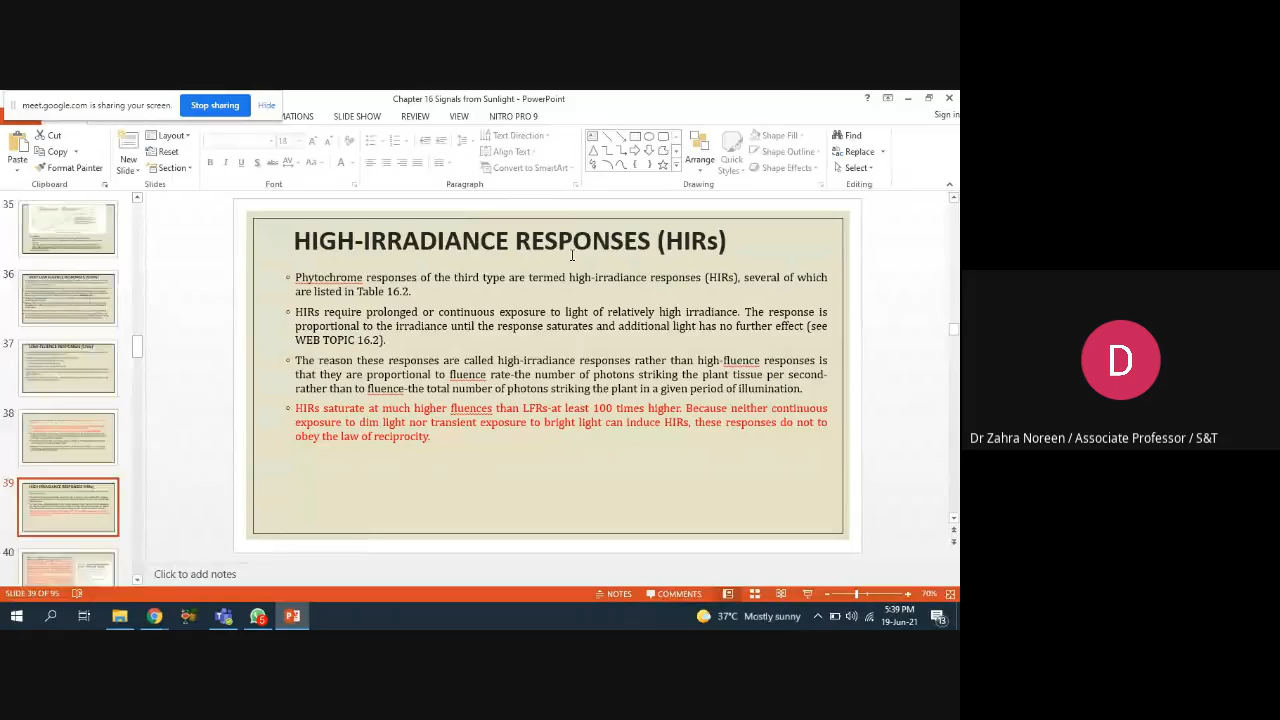 meet.google.com is sharing your screen.
Stop sharing
Hide
Chapter 16 Signals from Sunlight - PowerPoint
?
Sign in
MATIONS
SLIDE SHOW
REVIEW
VIEW
NITRO PRO 9
Paste
Cut
Copy
Format Painter
Clipboard
New
Slide
Layout
Reset
Section
Slides
18
B I U S abc AV Aa A
Font
Text Direction
Align Text
Convert to SmartArt
Paragraph
Arrange
Quick
Styles
Shape Fill
Shape Outline
Shape Effects
Drawing
Find
Replace
Select
Editing
35
36
37
38
39
40
HIGH-IRRADIANCE RESPONSES (HIRs)
Phytochrome responses of the third type are termed high-irradiance responses (HIRs), several of which
are listed in Table 16.2.
HIRs require prolonged or continuous exposure to light of relatively high irradiance. The response is
proportional to the irradiance until the response saturates and additional light has no further effect (see
WEB TOPIC 16.2).
The reason these responses are called high-irradiance responses rather than high-fluence responses is
that they are proportional to fluence rate-the number of photons striking the plant tissue per second-
rather than to fluence-the total number of photons striking the plant in a given period of illumination.
HIRs saturate at much higher fluences than LFRs-at least 100 times higher. Because neither continuous
exposure to dim light nor transient exposure to bright light can induce HIRs, these responses do not to
obey the law of reciprocity.
Click to add notes
SLIDE 39 OF 95
NOTES
COMMENTS
70%
5
37°C Mostly sunny
5:39 PM
19-Jun-21
13
D
Dr Zahra Noreen / Associate Professor / S&T